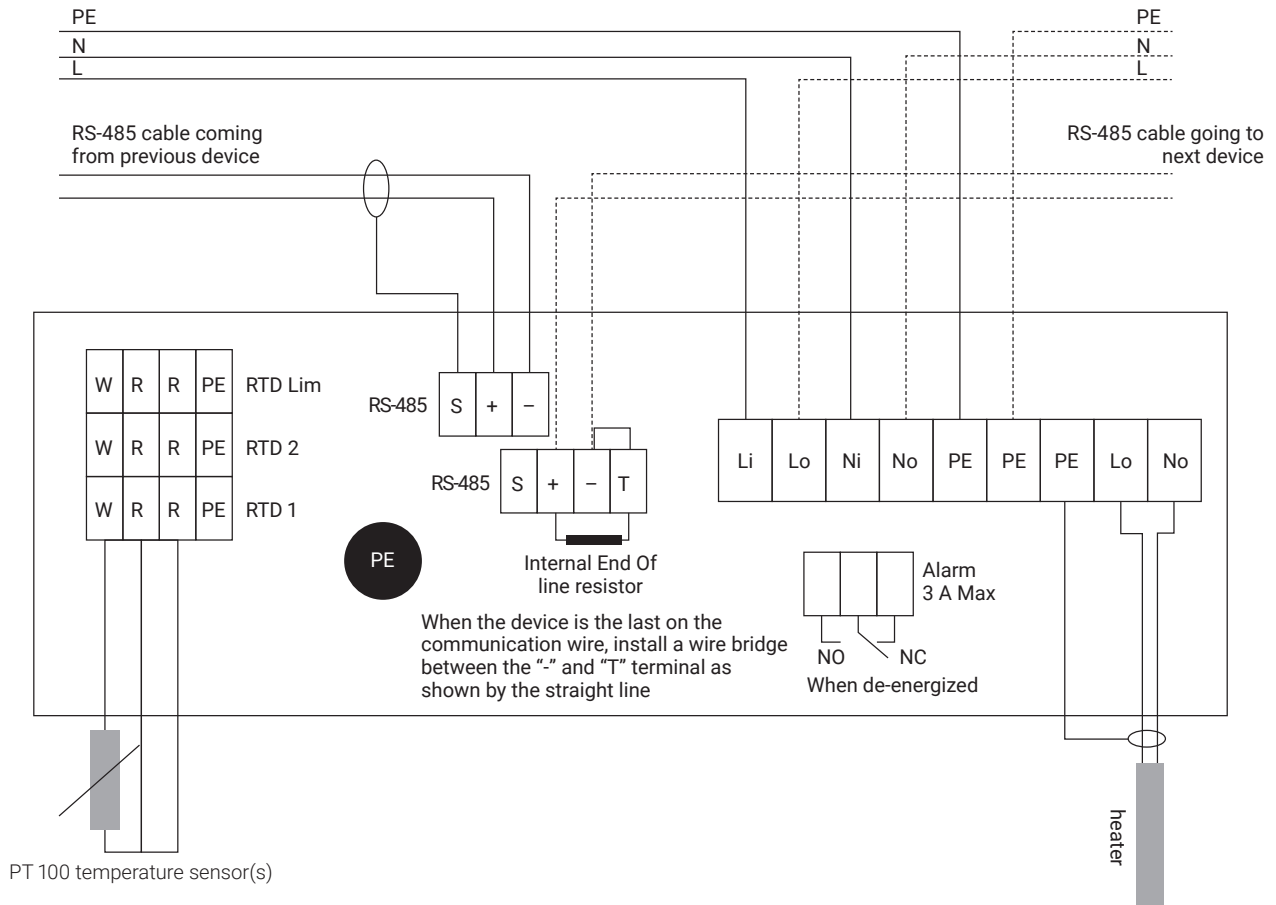 PE
N
L
PE
N
L
RS-485 cable coming
from previous device
RS-485 cable going to
next device
W R R PE RTD Lim
W R R PE RTD 2
W R R PE RTD 1
RS-485 S + –
RS-485 S + – T
Li Lo Ni No PE PE PE Lo No
PE
Internal End Of
line resistor
When the device is the last on the
communication wire, install a wire bridge
between the “-” and “T” terminal as
shown by the straight line
Alarm
3 A Max
NO NC
When de-energized
heater
PT 100 temperature sensor(s)